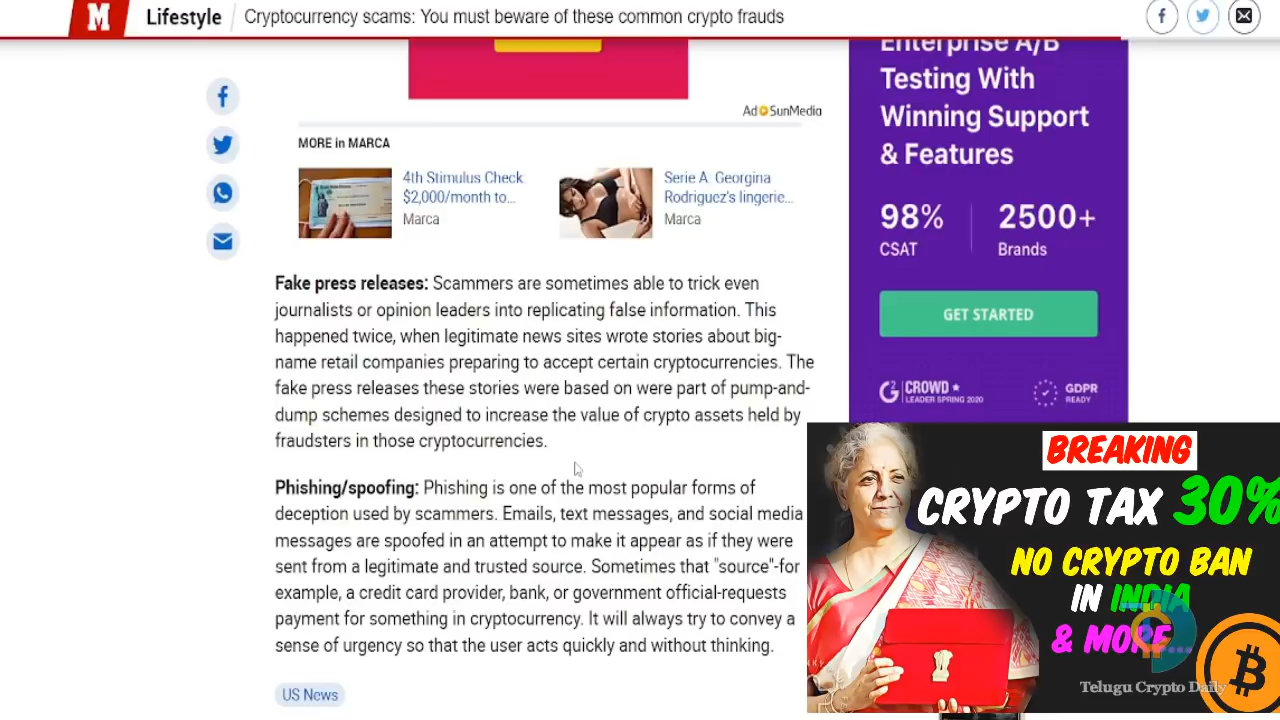 M
Lifestyle
Cryptocurrency scams: You must beware of these common crypto frauds
Enterprise A/B
Testing With
Winning Support
& Features
98%
CSAT
2500+
Brands
GET STARTED
G2 CROWD
LEADER SPRING 2020
GDPR
READY
Ad SunMedia
MORE in MARCA
4th Stimulus Check
$2,000/month to...
Marca
Serie A. Georgina
Rodriguez's lingerie...
Marca
Fake press releases: Scammers are sometimes able to trick even
journalists or opinion leaders into replicating false information. This
happened twice, when legitimate news sites wrote stories about big-
name retail companies preparing to accept certain cryptocurrencies. The
fake press releases these stories were based on were part of pump-and-
dump schemes designed to increase the value of crypto assets held by
fraudsters in those cryptocurrencies.
Phishing/spoofing: Phishing is one of the most popular forms of
deception used by scammers. Emails, text messages, and social media
messages are spoofed in an attempt to make it appear as if they were
sent from a legitimate and trusted source. Sometimes that "source"-for
example, a credit card provider, bank, or government official-requests
payment for something in cryptocurrency. It will always try to convey a
sense of urgency so that the user acts quickly and without thinking.
US News
BREAKING
CRYPTO TAX 30%
NO CRYPTO BAN
IN INDIA
& MORE...
Telugu Crypto Daily